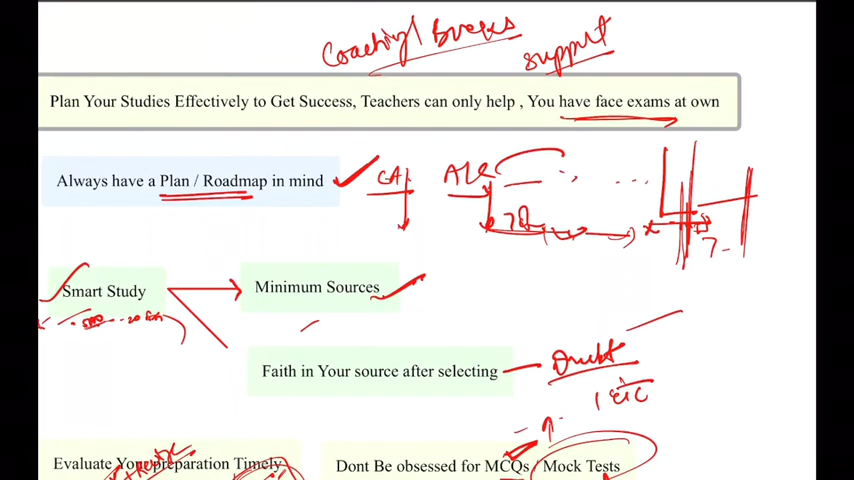 Coaching / Bureaus
support
Plan Your Studies Effectively to Get Success, Teachers can only help , You have face exams at own
Always have a Plan / Roadmap in mind
Smart Study
Minimum Sources
Faith in Your source after selecting
Doubt
Evaluate Your preparation Timely
Dont Be obsessed for MCQs / Mock Tests